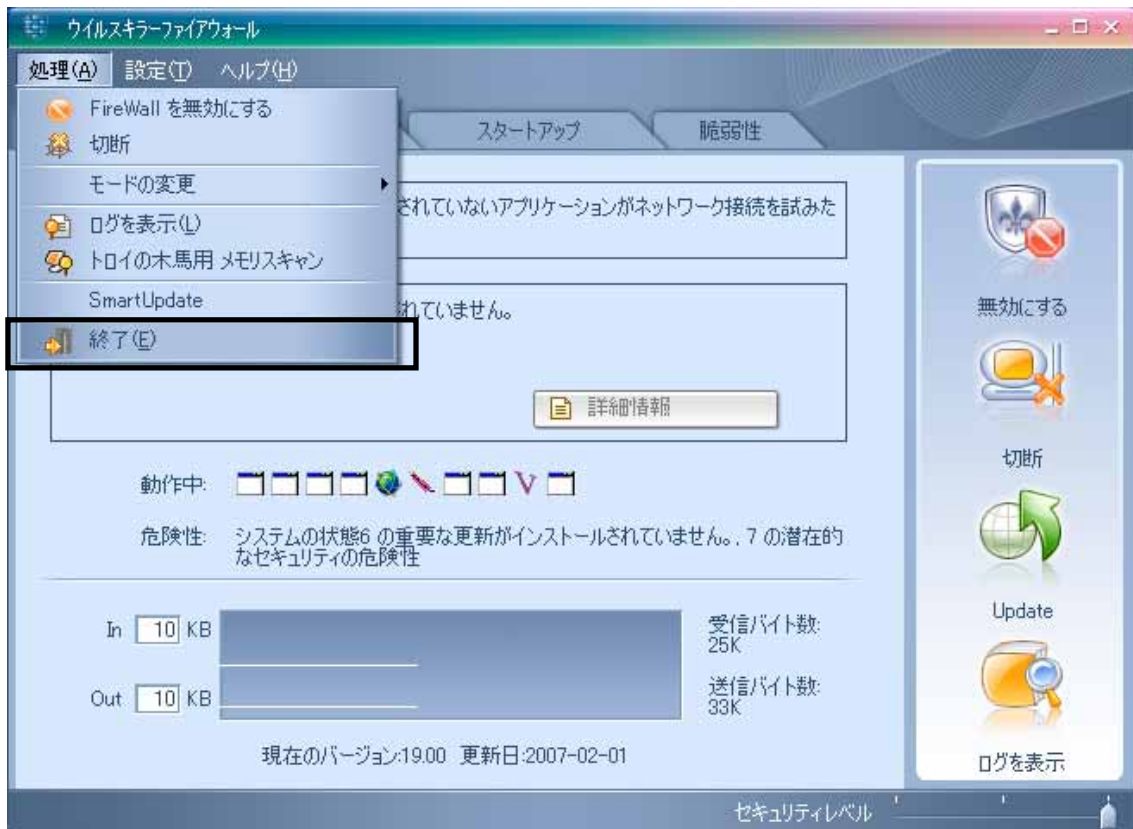 ウイルスキラーファイアウォール
処理(A) 設定(T) ヘルプ(H)
FireWall を無効にする
切断
モードの変更
ログを表示(L)
トロイの木馬用 メモリスキャン
SmartUpdate
終了(E)
スタートアップ
脆弱性
されていないアプリケーションがネットワーク接続を試みた
れていません。
詳細情報
動作中:
危険性: システムの状態6 の重要な更新がインストールされていません。. 7 の潜在的
なセキュリティの危険性
In 10 KB
受信バイト数:
25K
Out 10 KB
送信バイト数:
33K
現在のバージョン:19.00 更新日:2007-02-01
無効にする
切断
Update
ログを表示
セキュリティレベル